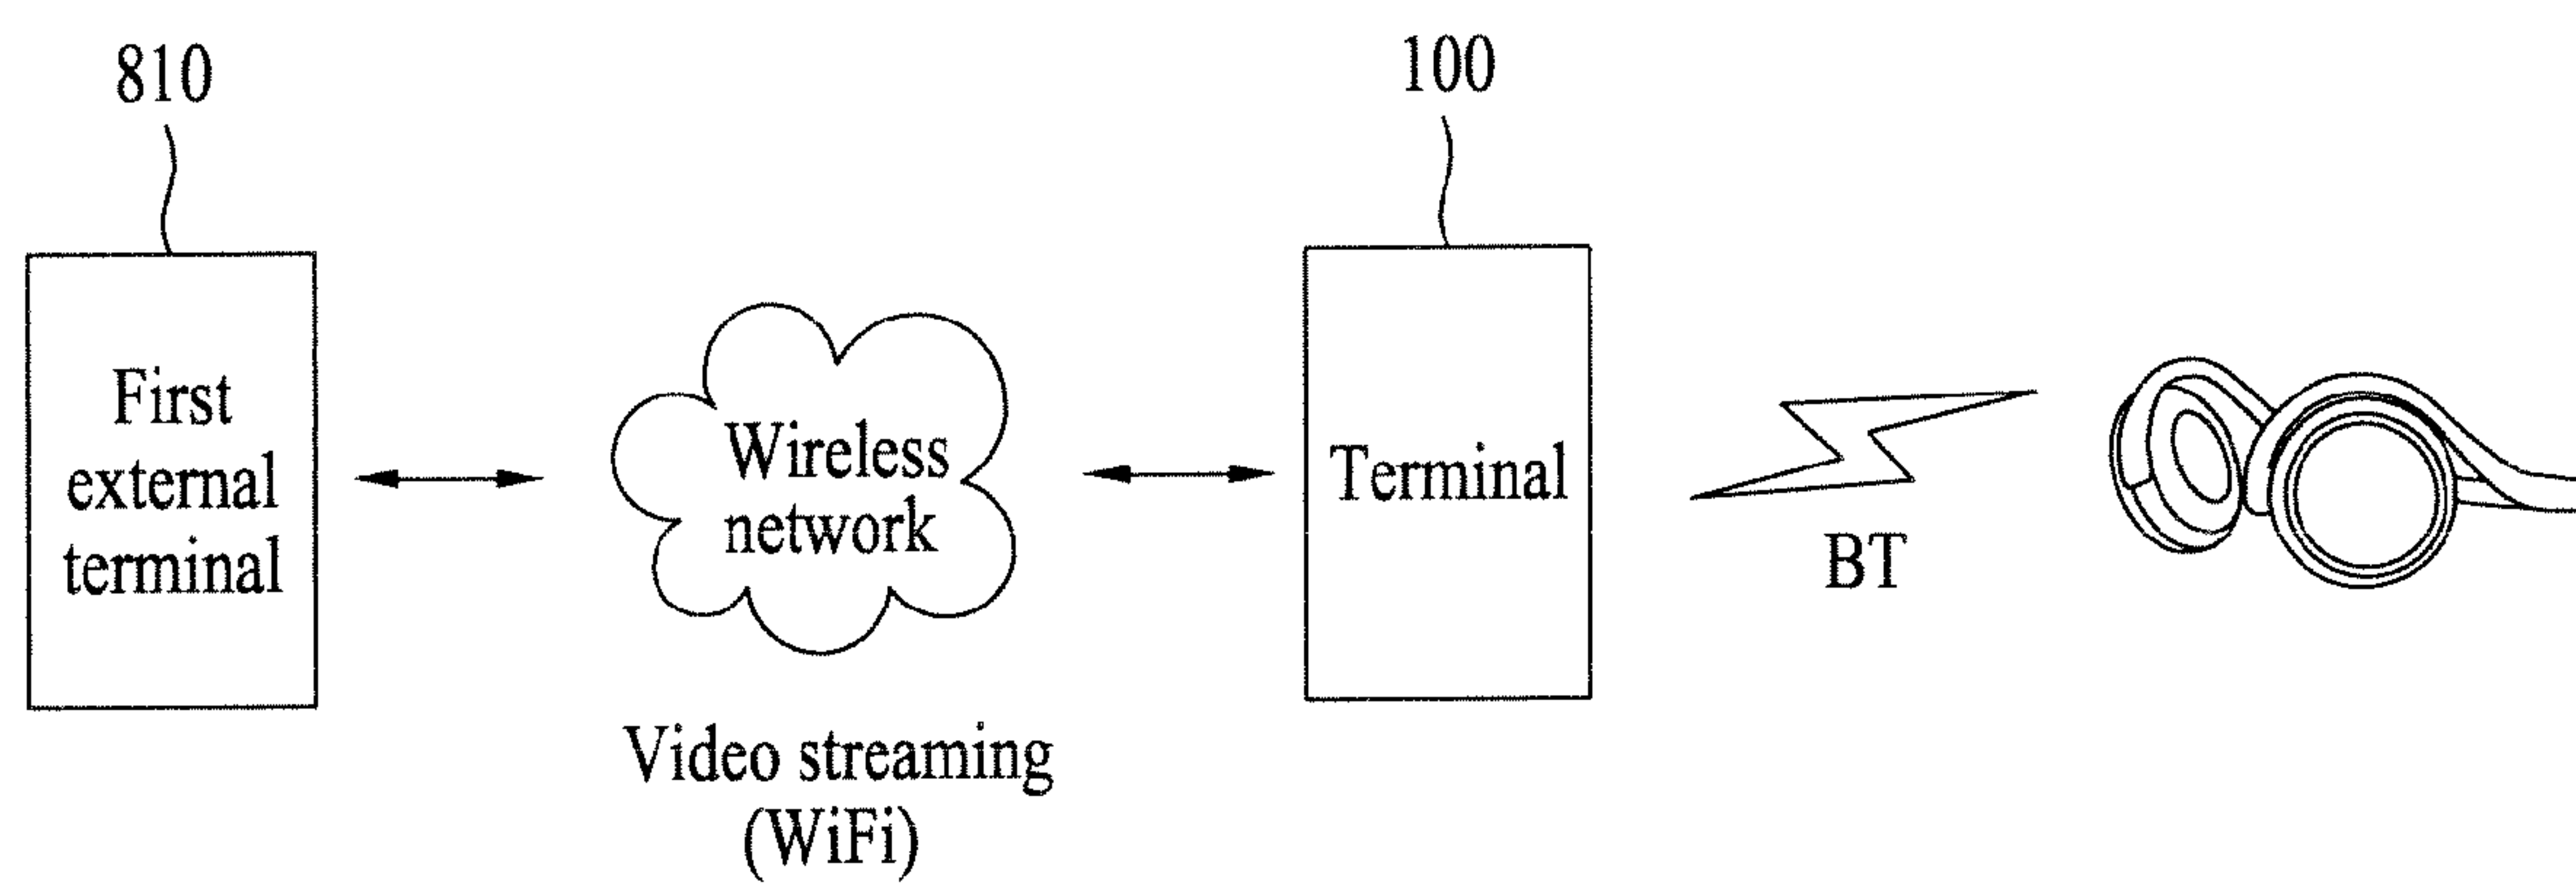 810
100
First
external
terminal
Wireless
network
Terminal
BT
Video streaming
(WiFi)